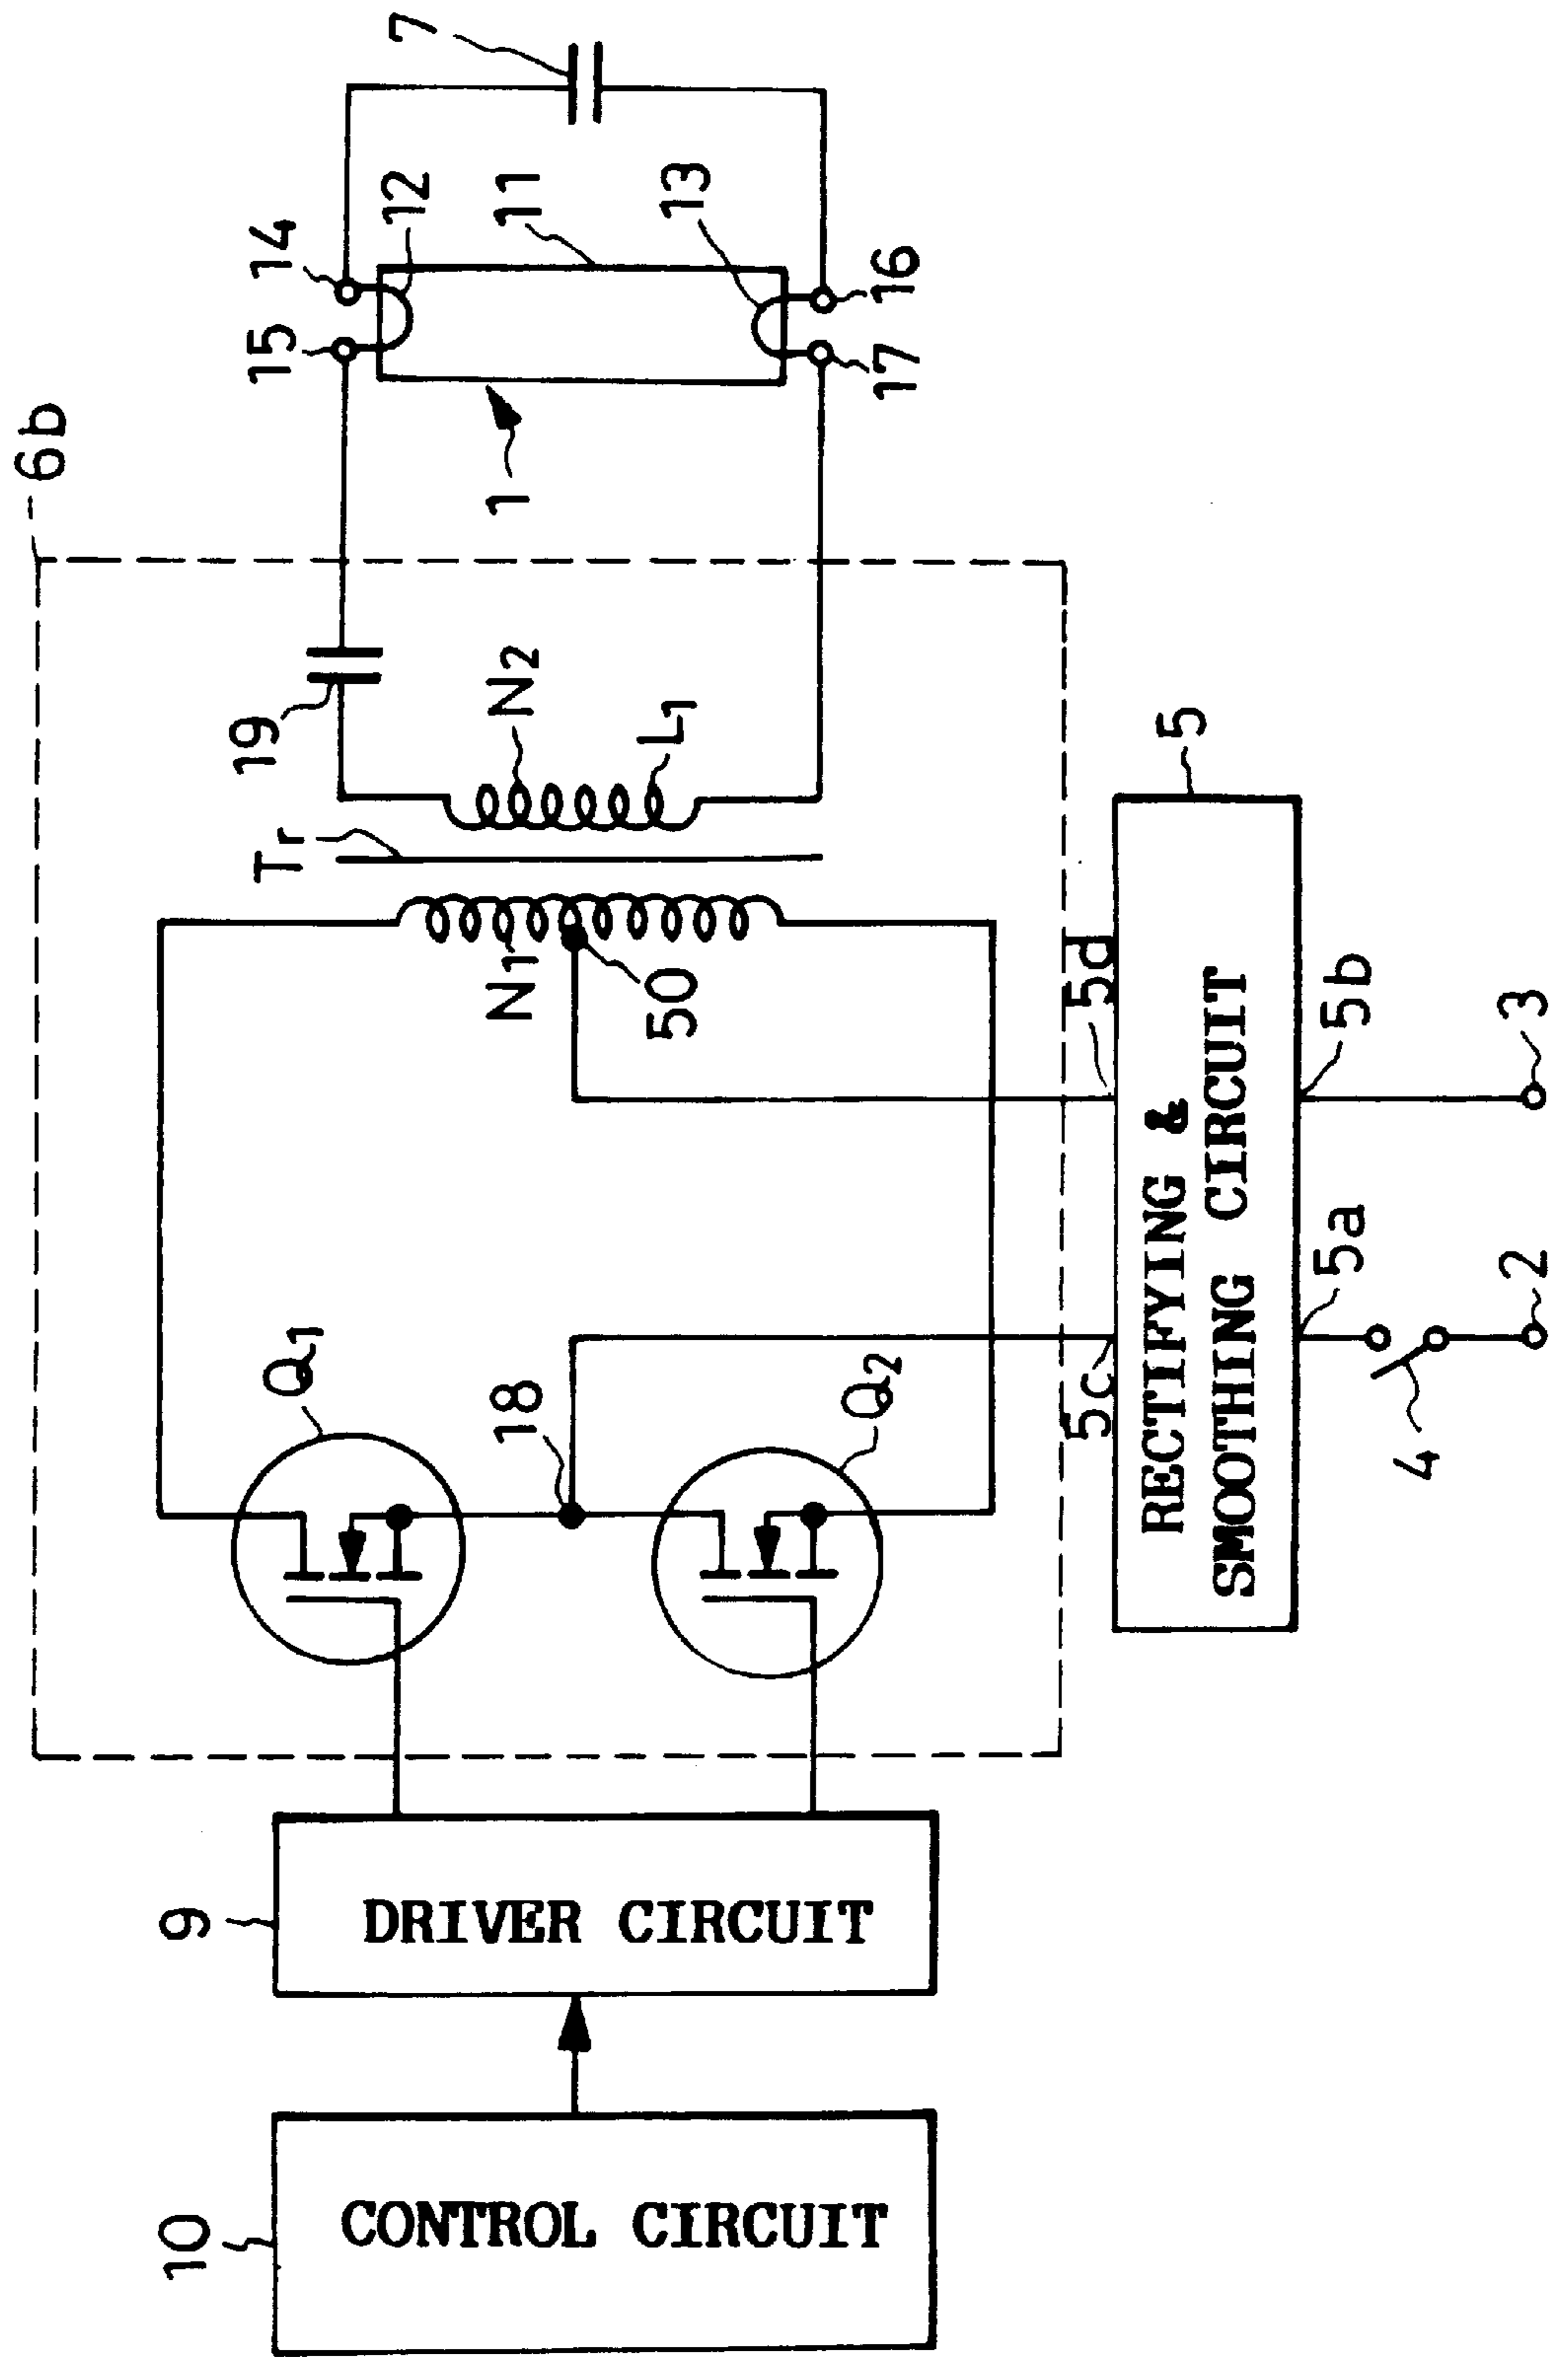 6b
14
15
12
7
11
13
16
17
1
19
N2
L1
Tr
N1
50
Q1
18
Q2
5
5d
5c
RECTIFYING &
SMOOTHING CIRCUIT
5b
5a
3
2
4
9
DRIVER CIRCUIT
10
CONTROL CIRCUIT